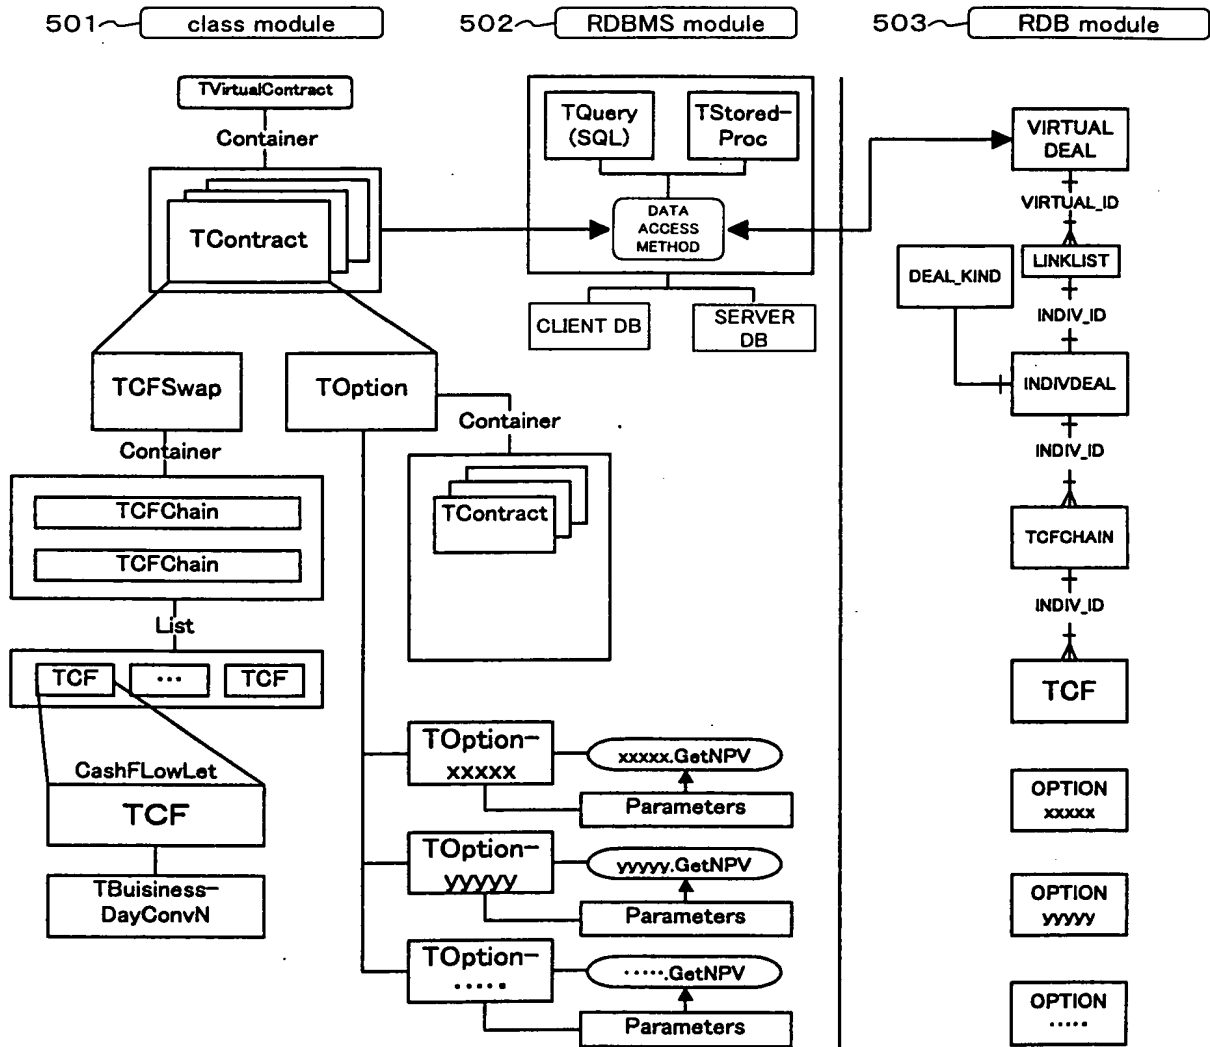 501
class module
502
RDBMS module
503
RDB module
TVirtualContract
Container
TContract
TCFSwap
TOption
Container
TCFChain
TCFChain
List
TCF
...
TCF
CashFLowLet
TCF
TBuisiness-
DayConvN
Container
TContract
TQuery
(SQL)
TStored-
Proc
DATA
ACCESS
METHOD
CLIENT DB
SERVER
DB
TOption-
xxxxx
xxxxx.GetNPV
Parameters
TOption-
yyyyy
yyyyy.GetNPV
Parameters
TOption-
.....
.....GetNPV
Parameters
VIRTUAL
DEAL
VIRTUAL_ID
LINKLIST
DEAL_KIND
INDIV_ID
INDIVDEAL
INDIV_ID
TCFCHAIN
INDIV_ID
TCF
OPTION
xxxxx
OPTION
yyyyy
OPTION
.....